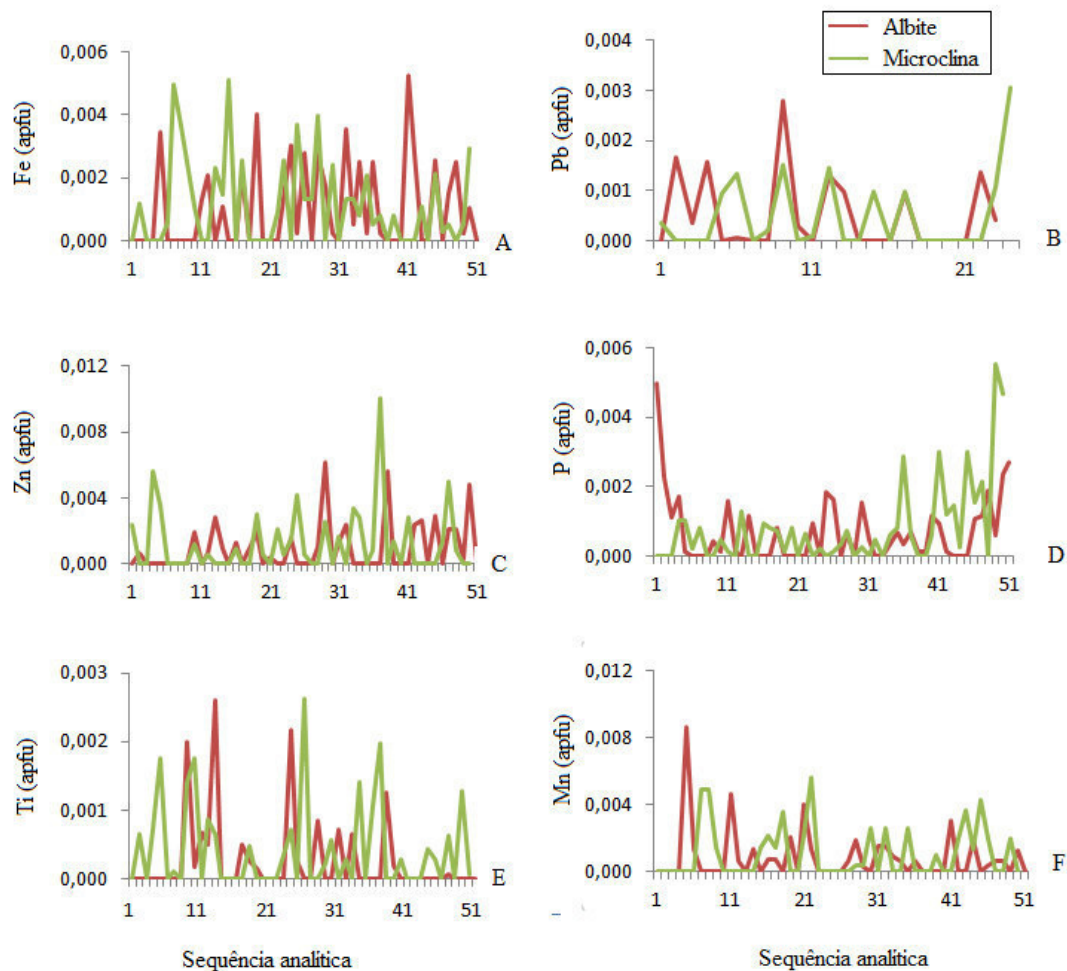 Albite
Microclina
Fe (apfu)
0,006
0,004
0,002
0,000
1 11 21 31 41 51
A
Pb (apfu)
0,004
0,003
0,002
0,001
0,000
1 11 21
B
Zn (apfu)
0,012
0,008
0,004
0,000
1 11 21 31 41 51
C
P (apfu)
0,006
0,004
0,002
0,000
1 11 21 31 41 51
D
Ti (apfu)
0,003
0,002
0,001
0,000
1 11 21 31 41 51
E
Mn (apfu)
0,012
0,008
0,004
0,000
1 11 21 31 41 51
F
Sequência analítica
Sequência analítica